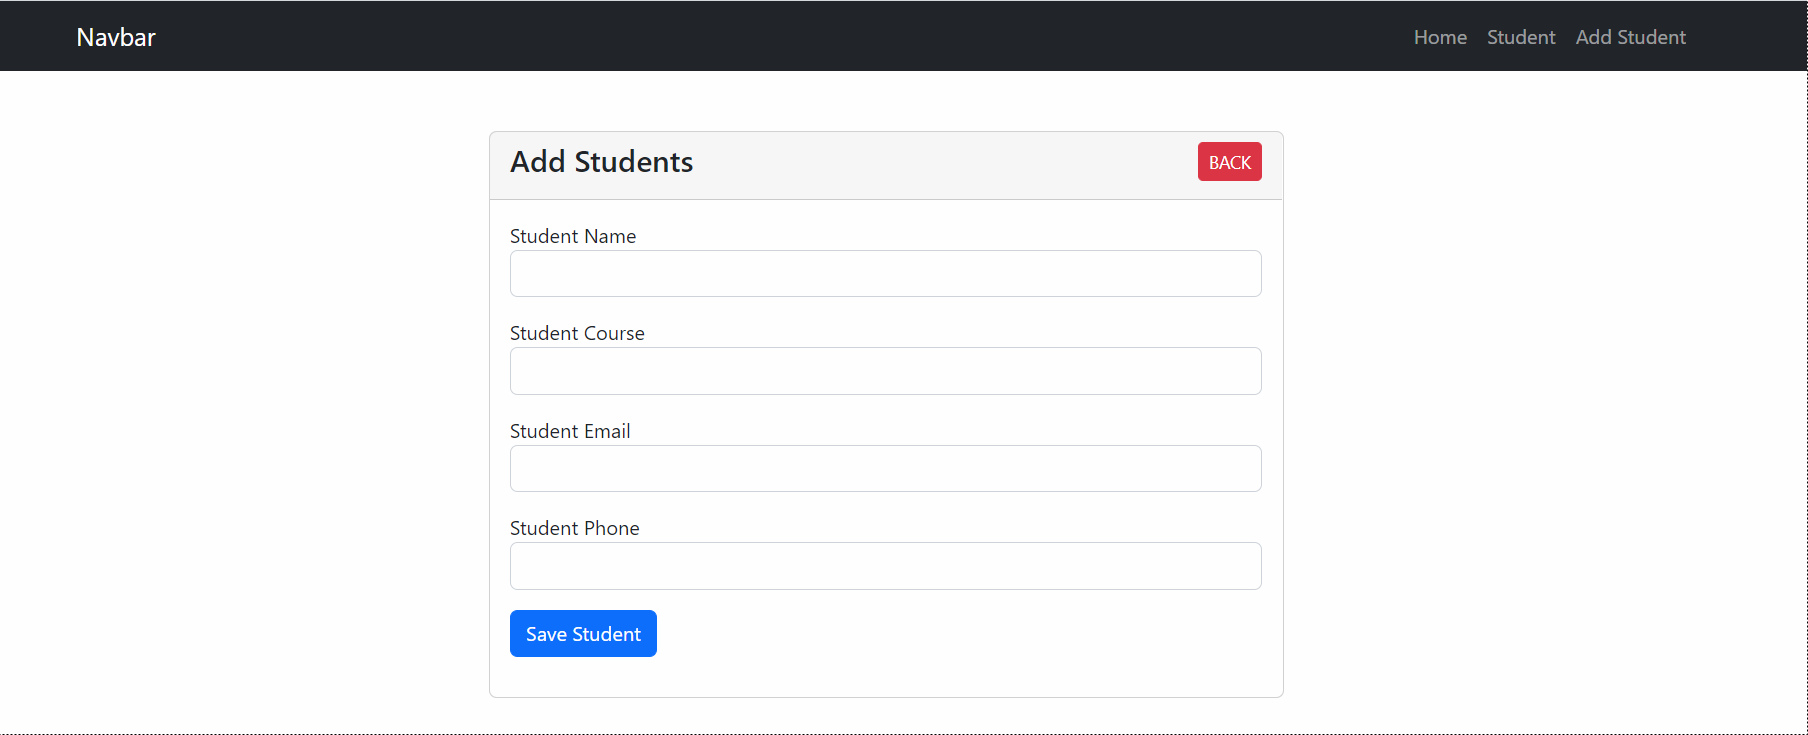 Navbar Home Student Add Student
Add Students BACK
Student Name
Student Course
Student Email
Student Phone
Save Student